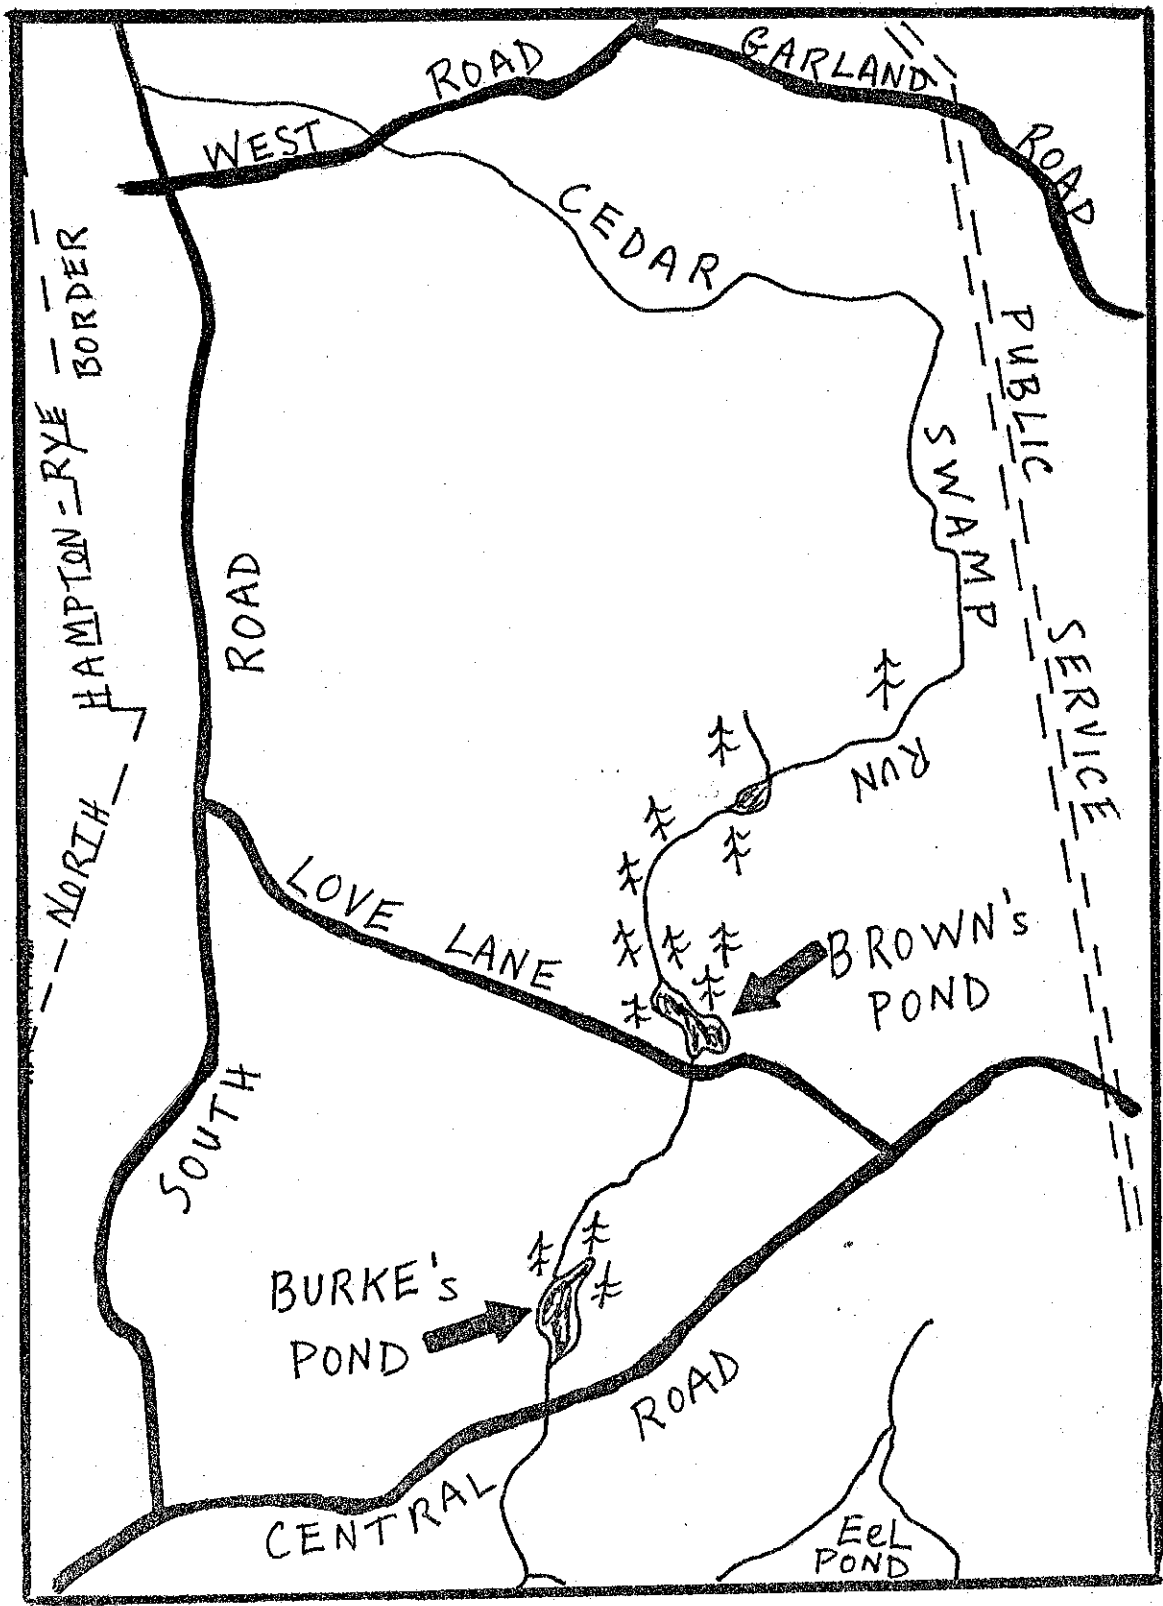 WEST ROAD
GARLAND ROAD
CEDAR SWAMP RUN
PUBLIC SERVICE
NORTH HAMPTON-RYE
BORDER
SOUTH ROAD
LOVE LANE
BROWN's
POND
BURKE's
POND
CENTRAL ROAD
EeL
POND